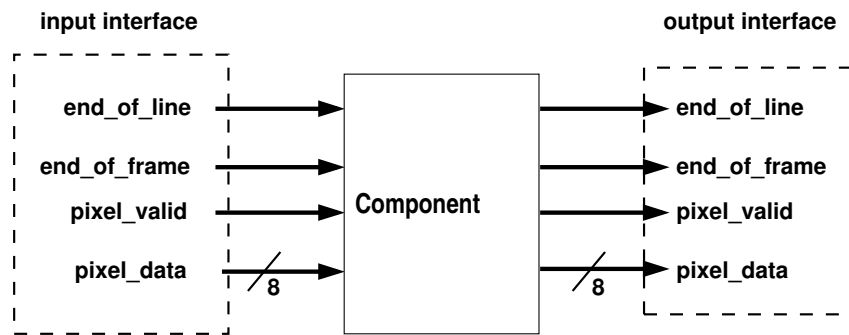 input interface
output interface
end_of_line
end_of_line
end_of_frame
end_of_frame
pixel_valid
Component
pixel_valid
pixel_data
8
8
pixel_data